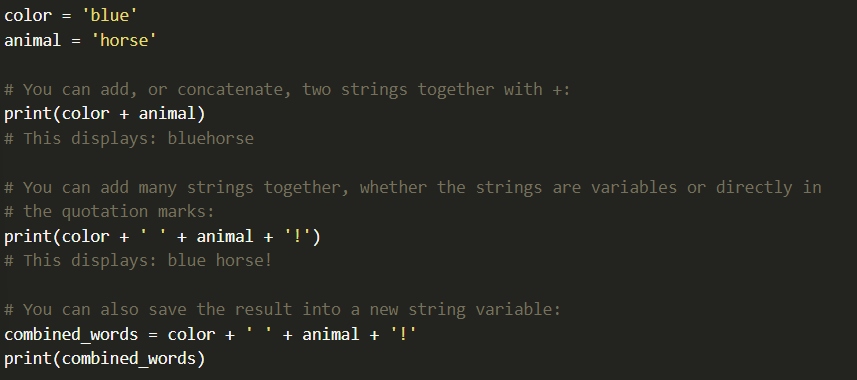 color = 'blue'
animal = 'horse'
# You can add, or concatenate, two strings together with +:
print(color + animal)
# This displays: bluehorse
# You can add many strings together, whether the strings are variables or directly in
# the quotation marks:
print(color + ' ' + animal + '!')
# This displays: blue horse!
# You can also save the result into a new string variable:
combined_words = color + ' ' + animal + '!'
print(combined_words)